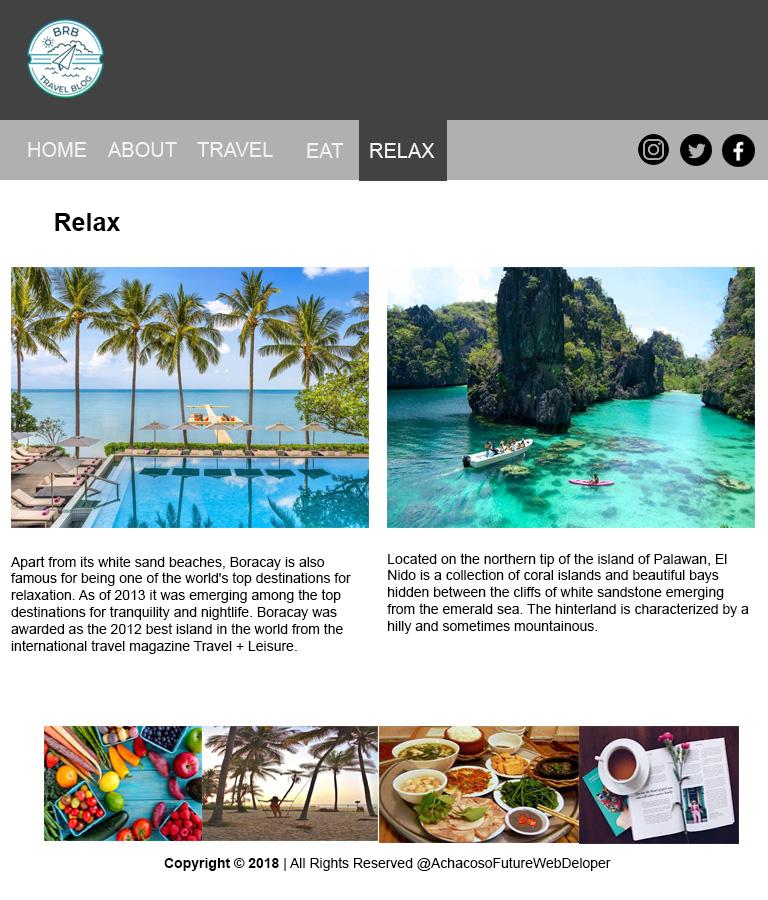 BRB
TRAVEL BLOG
HOME ABOUT TRAVEL EAT RELAX
Relax
Apart from its white sand beaches, Boracay is also
famous for being one of the world's top destinations for
relaxation. As of 2013 it was emerging among the top
destinations for tranquility and nightlife. Boracay was
awarded as the 2012 best island in the world from the
international travel magazine Travel + Leisure.
Located on the northern tip of the island of Palawan, El
Nido is a collection of coral islands and beautiful bays
hidden between the cliffs of white sandstone emerging
from the emerald sea. The hinterland is characterized by a
hilly and sometimes mountainous.
Copyright © 2018 | All Rights Reserved @AchacosoFutureWebDeloper